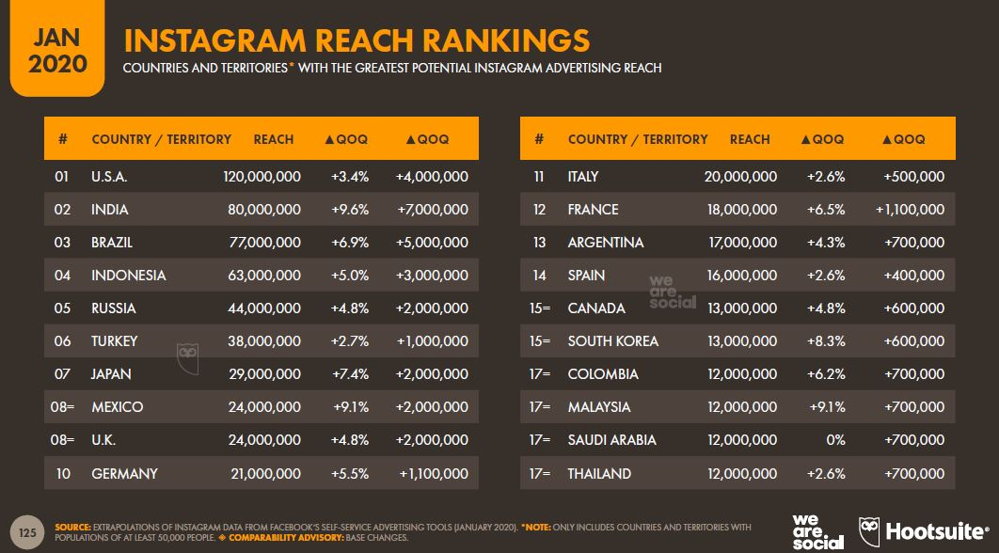 JAN
2020
INSTAGRAM REACH RANKINGS
COUNTRIES AND TERRITORIES* WITH THE GREATEST POTENTIAL INSTAGRAM ADVERTISING REACH
# COUNTRY / TERRITORY REACH ▲QOQ ▲QOQ
01 U.S.A. 120,000,000 +3.4% +4,000,000
02 INDIA 80,000,000 +9.6% +7,000,000
03 BRAZIL 77,000,000 +6.9% +5,000,000
04 INDONESIA 63,000,000 +5.0% +3,000,000
05 RUSSIA 44,000,000 +4.8% +2,000,000
06 TURKEY 38,000,000 +2.7% +1,000,000
07 JAPAN 29,000,000 +7.4% +2,000,000
08= MEXICO 24,000,000 +9.1% +2,000,000
08= U.K. 24,000,000 +4.8% +2,000,000
10 GERMANY 21,000,000 +5.5% +1,100,000
# COUNTRY / TERRITORY REACH ▲QOQ ▲QOQ
11 ITALY 20,000,000 +2.6% +500,000
12 FRANCE 18,000,000 +6.5% +1,100,000
13 ARGENTINA 17,000,000 +4.3% +700,000
14 SPAIN 16,000,000 +2.6% +400,000
15= CANADA 13,000,000 +4.8% +600,000
15= SOUTH KOREA 13,000,000 +8.3% +600,000
17= COLOMBIA 12,000,000 +6.2% +700,000
17= MALAYSIA 12,000,000 +9.1% +700,000
17= SAUDI ARABIA 12,000,000 0% +700,000
17= THAILAND 12,000,000 +2.6% +700,000
we
are
social
125
SOURCE: EXTRAPOLATIONS OF INSTAGRAM DATA FROM FACEBOOK'S SELF-SERVICE ADVERTISING TOOLS (JANUARY 2020). *NOTE: ONLY INCLUDES COUNTRIES AND TERRITORIES WITH
POPULATIONS OF AT LEAST 50,000 PEOPLE. ◈ COMPARABILITY ADVISORY: BASE CHANGES.
we
are
social
Hootsuite®